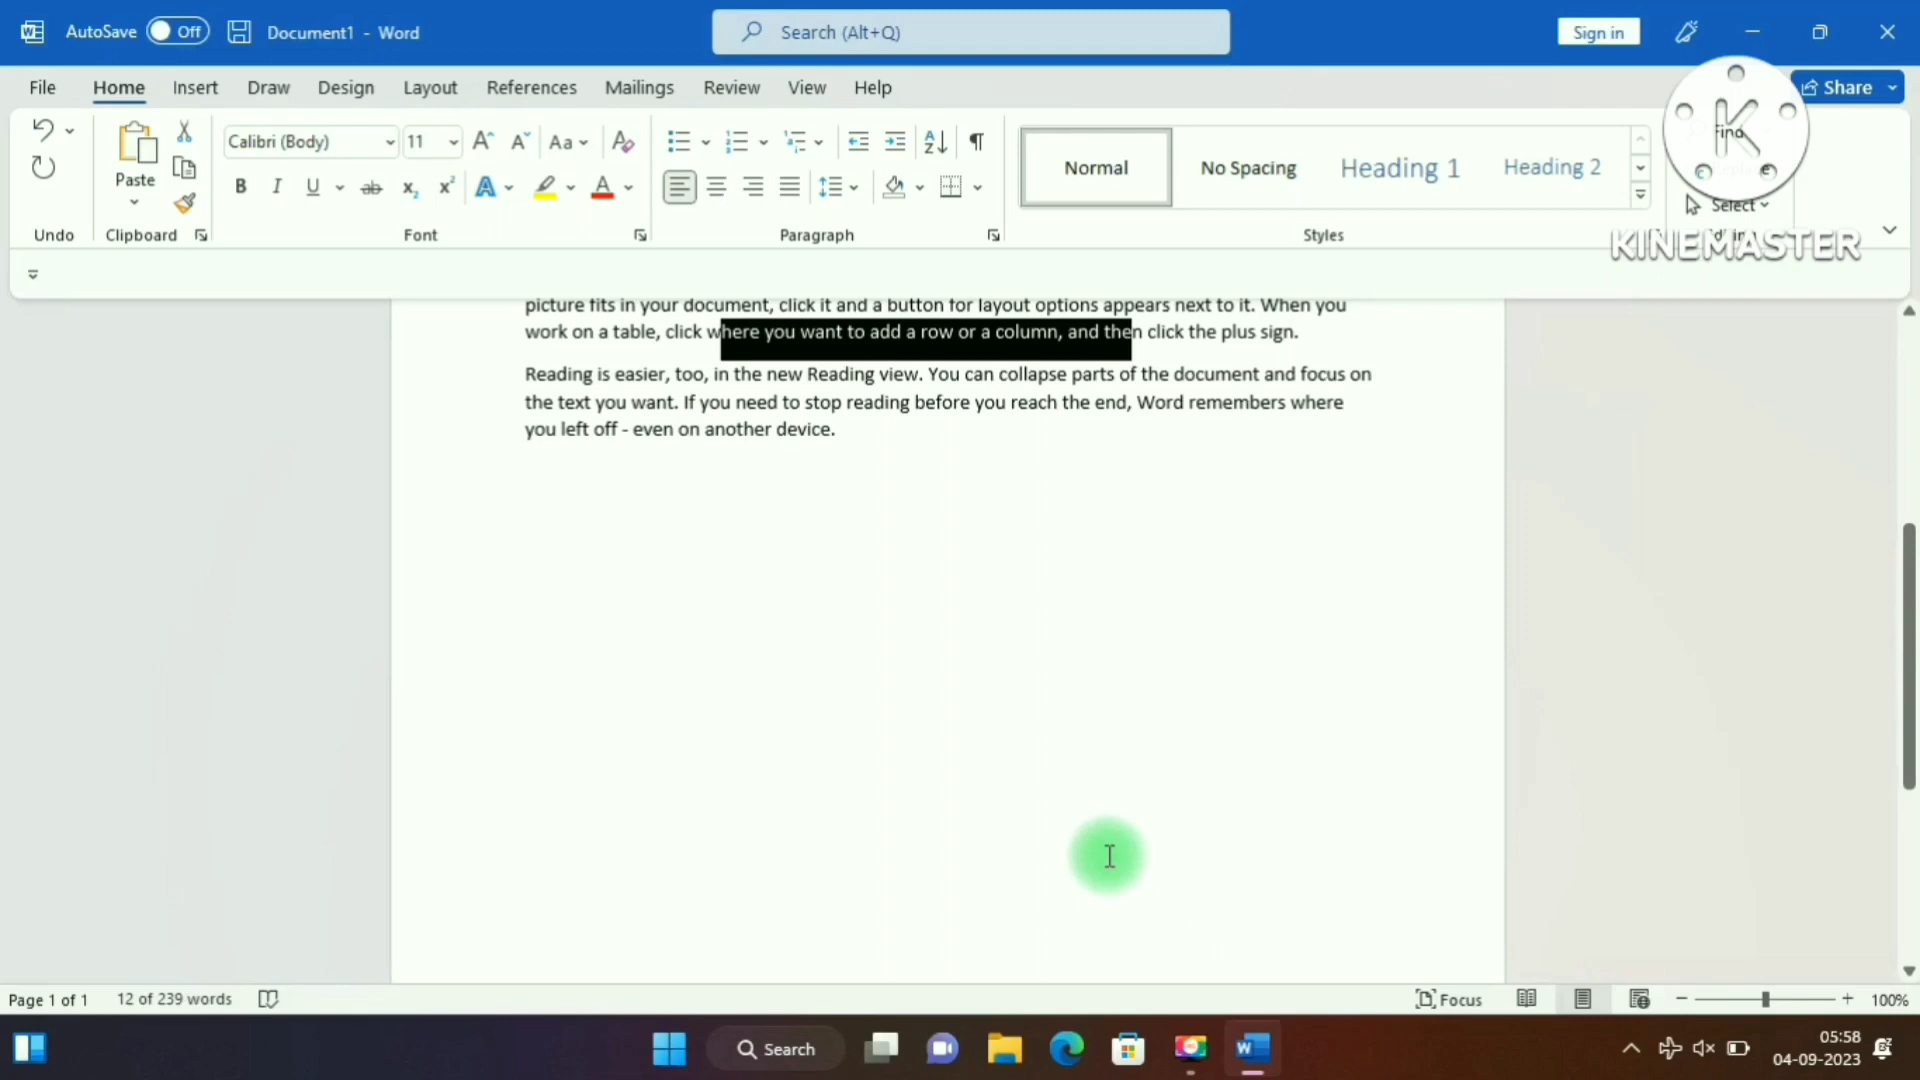 AutoSave Off Document1 - Word Search (Alt+Q) Sign in
File Home Insert Draw Design Layout References Mailings Review View Help Share
Calibri (Body) 11 Aa Normal No Spacing Heading 1 Heading 2 Find
Paste B I U ab Select
Undo Clipboard Font Paragraph Styles
KINEMASTER
picture fits in your document, click it and a button for layout options appears next to it. When you
work on a table, click where you want to add a row or a column, and then click the plus sign.
Reading is easier, too, in the new Reading view. You can collapse parts of the document and focus on
the text you want. If you need to stop reading before you reach the end, Word remembers where
you left off - even on another device.
Page 1 of 1 12 of 239 words Focus 100%
Search 05:58
04-09-2023